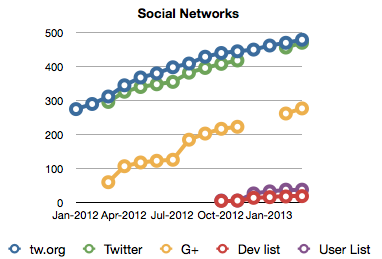 Social Networks
500
400
300
200
100
0
Jan-2012 Apr-2012 Jul-2012 Oct-2012 Jan-2013
tw.org Twitter G+ Dev list User List